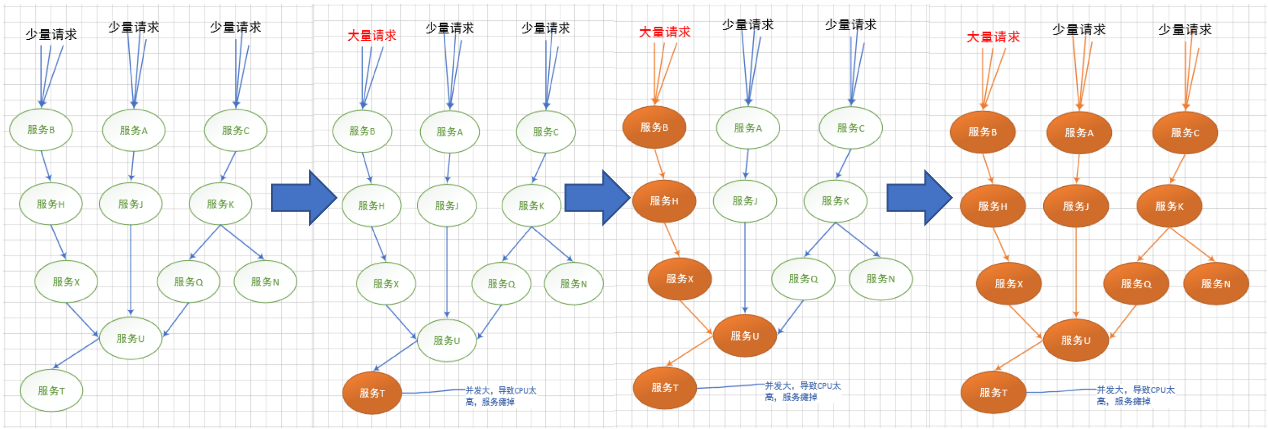 少量请求
少量请求
少量请求
服务B
服务A
服务C
服务H
服务J
服务K
服务X
服务Q
服务N
服务U
服务T
大量请求
少量请求
少量请求
服务B
服务A
服务C
服务H
服务J
服务K
服务X
服务Q
服务N
服务U
服务T
并发大，导致CPU太
高，服务瘫掉
大量请求
少量请求
少量请求
服务B
服务A
服务C
服务H
服务J
服务K
服务X
服务Q
服务N
服务U
服务T
并发大，导致CPU太
高，服务瘫掉
大量请求
少量请求
少量请求
服务B
服务A
服务C
服务H
服务J
服务K
服务X
服务Q
服务N
服务U
服务T
并发大，导致CPU太
高，服务瘫掉